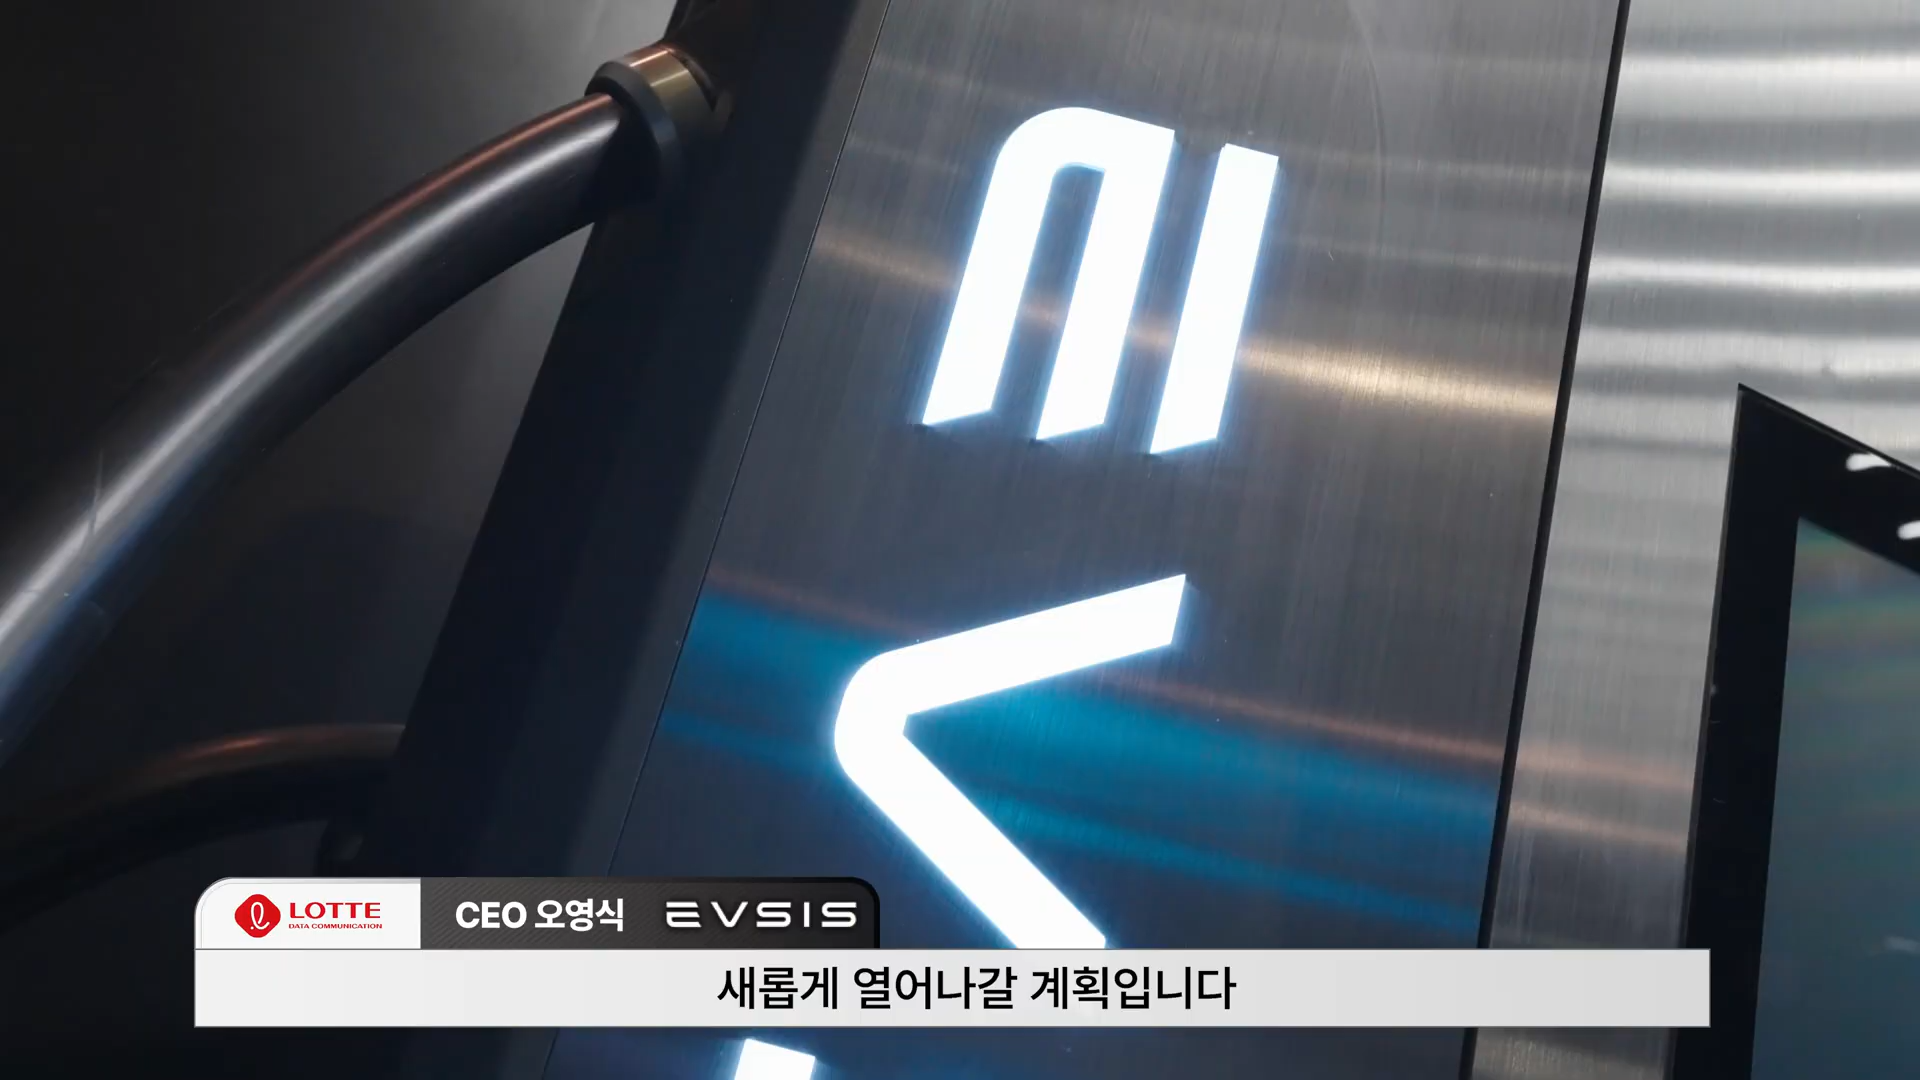 EV
LOTTE
DATA COMMUNICATION
CEO 오영식 EVSIS
새롭게 열어나갈 계획입니다